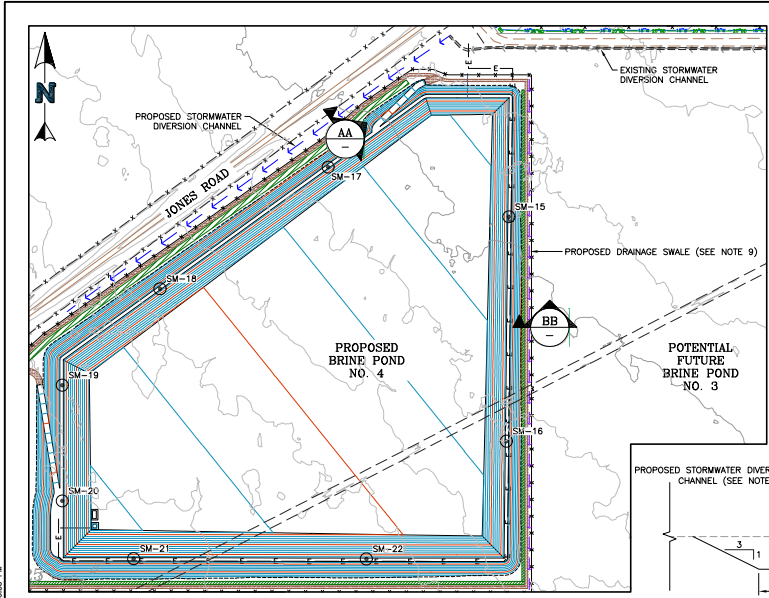 N
EXISTING STORMWATER
DIVERSION CHANNEL
PROPOSED STORMWATER
DIVERSION CHANNEL
AA
–
SM-17
JONES ROAD
SM-15
PROPOSED DRAINAGE SWALE (SEE NOTE 9)
SM-18
BB
–
PROPOSED
BRINE POND
NO. 4
POTENTIAL
FUTURE
BRINE POND
NO. 3
SM-19
SM-16
SM-20
SM-21
SM-22
E
E
E
E
PROPOSED STORMWATER DIVER
CHANNEL (SEE NOTE
3
1